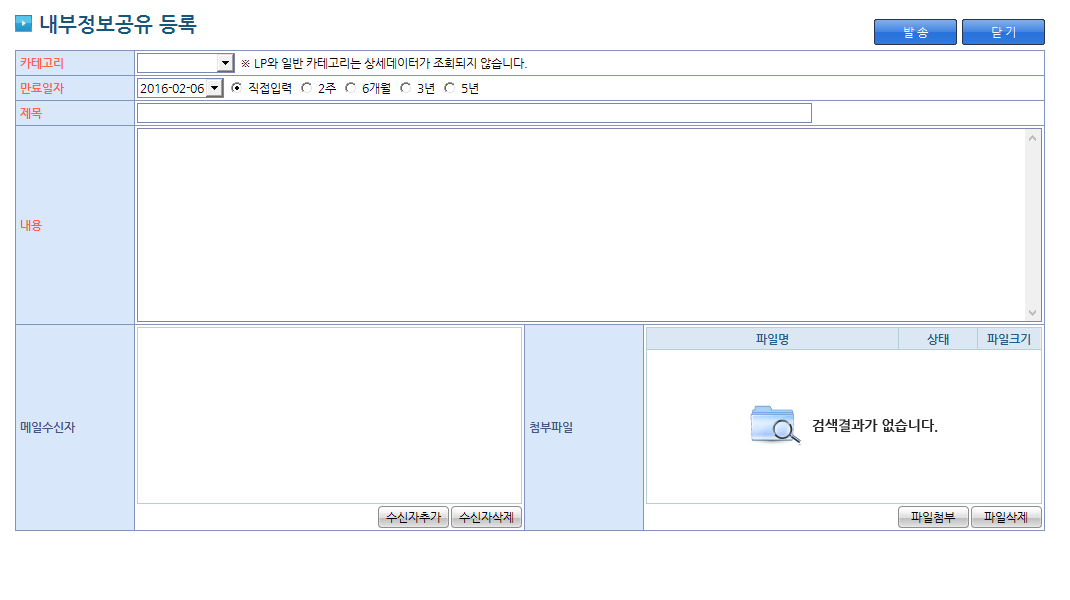 내부정보공유 등록
발 송 닫 기
카테고리 ※ LP와 일반 카테고리는 상세데이터가 조회되지 않습니다.
만료일자 2016-02-06 직접입력 2주 6개월 3년 5년
제목
내용
메일수신자 첨부파일
파일명 상태 파일크기
검색결과가 없습니다.
수신자추가 수신자삭제 파일첨부 파일삭제